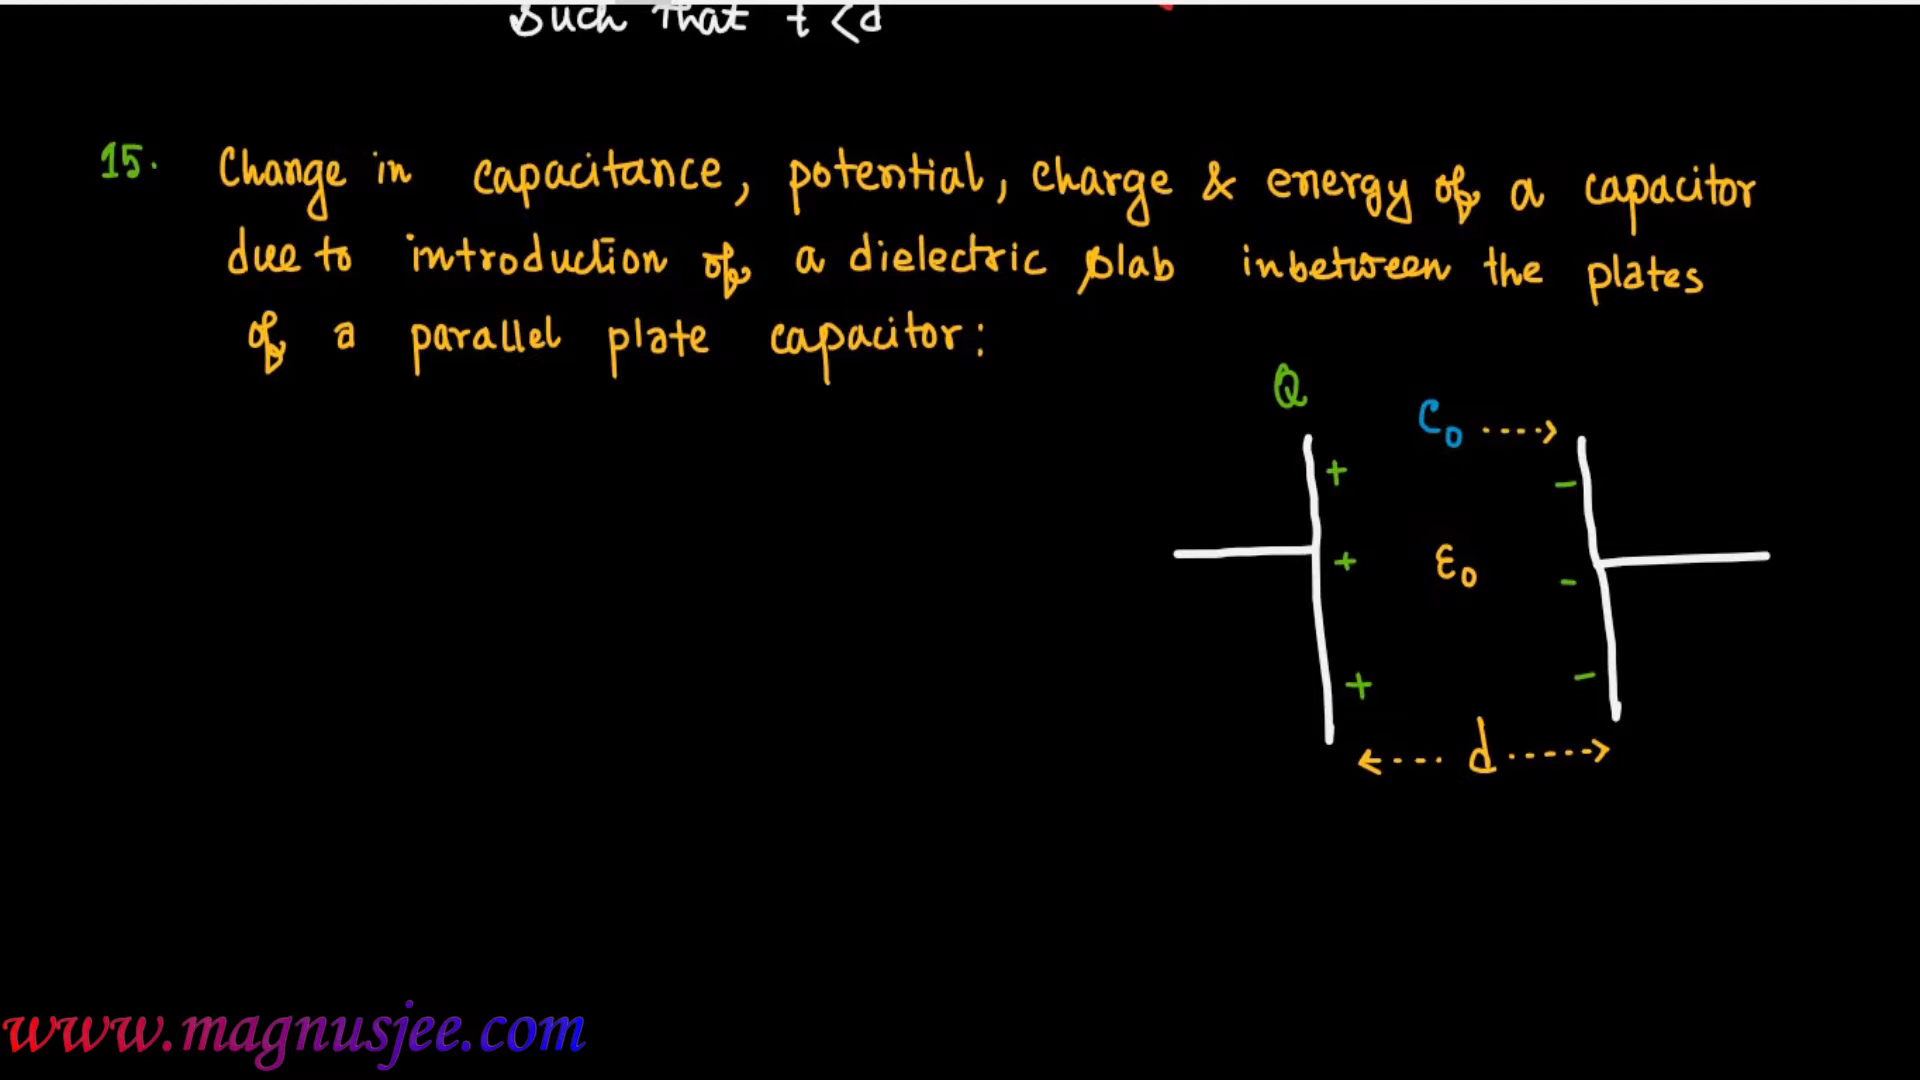 Such that t < d
15. Change in capacitance, potential, charge & energy of a capacitor
due to introduction of a dielectric slab inbetween the plates
of a parallel plate capacitor:
Q
C₀
+ -
+ ε₀ -
+ -
d
www.magnusjee.com